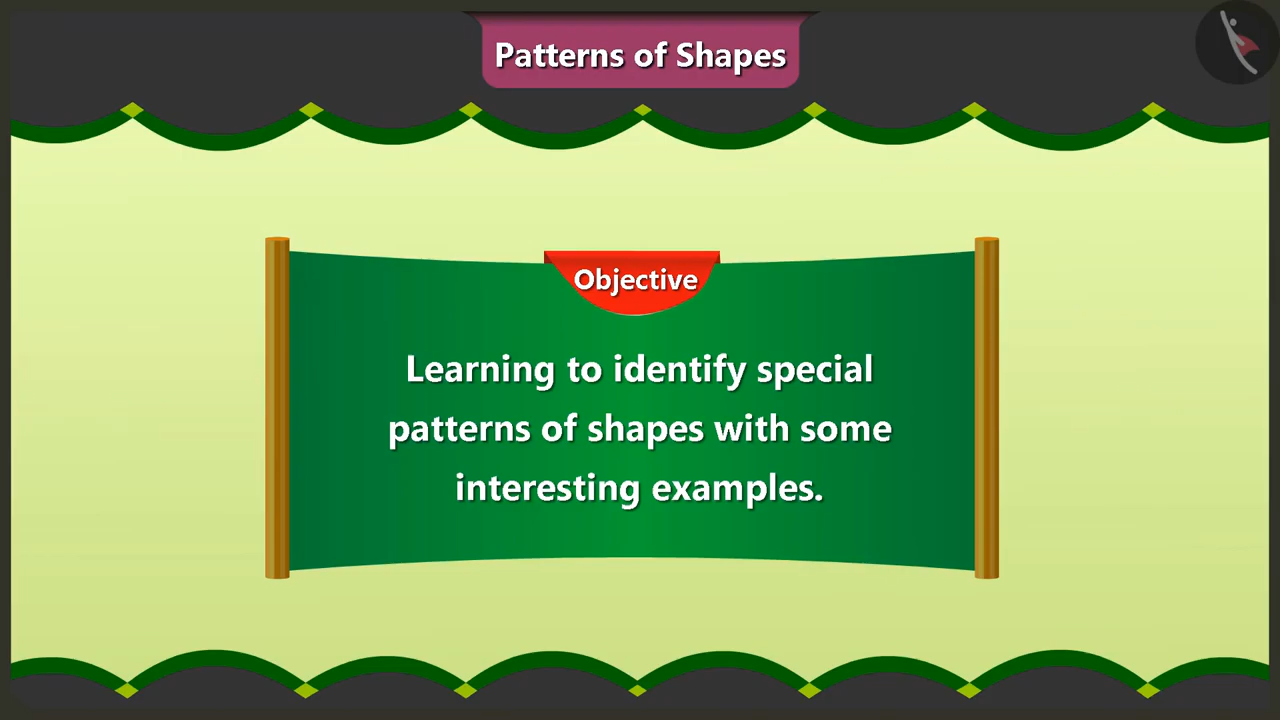 Patterns of Shapes
Objective
Learning to identify special
patterns of shapes with some
interesting examples.